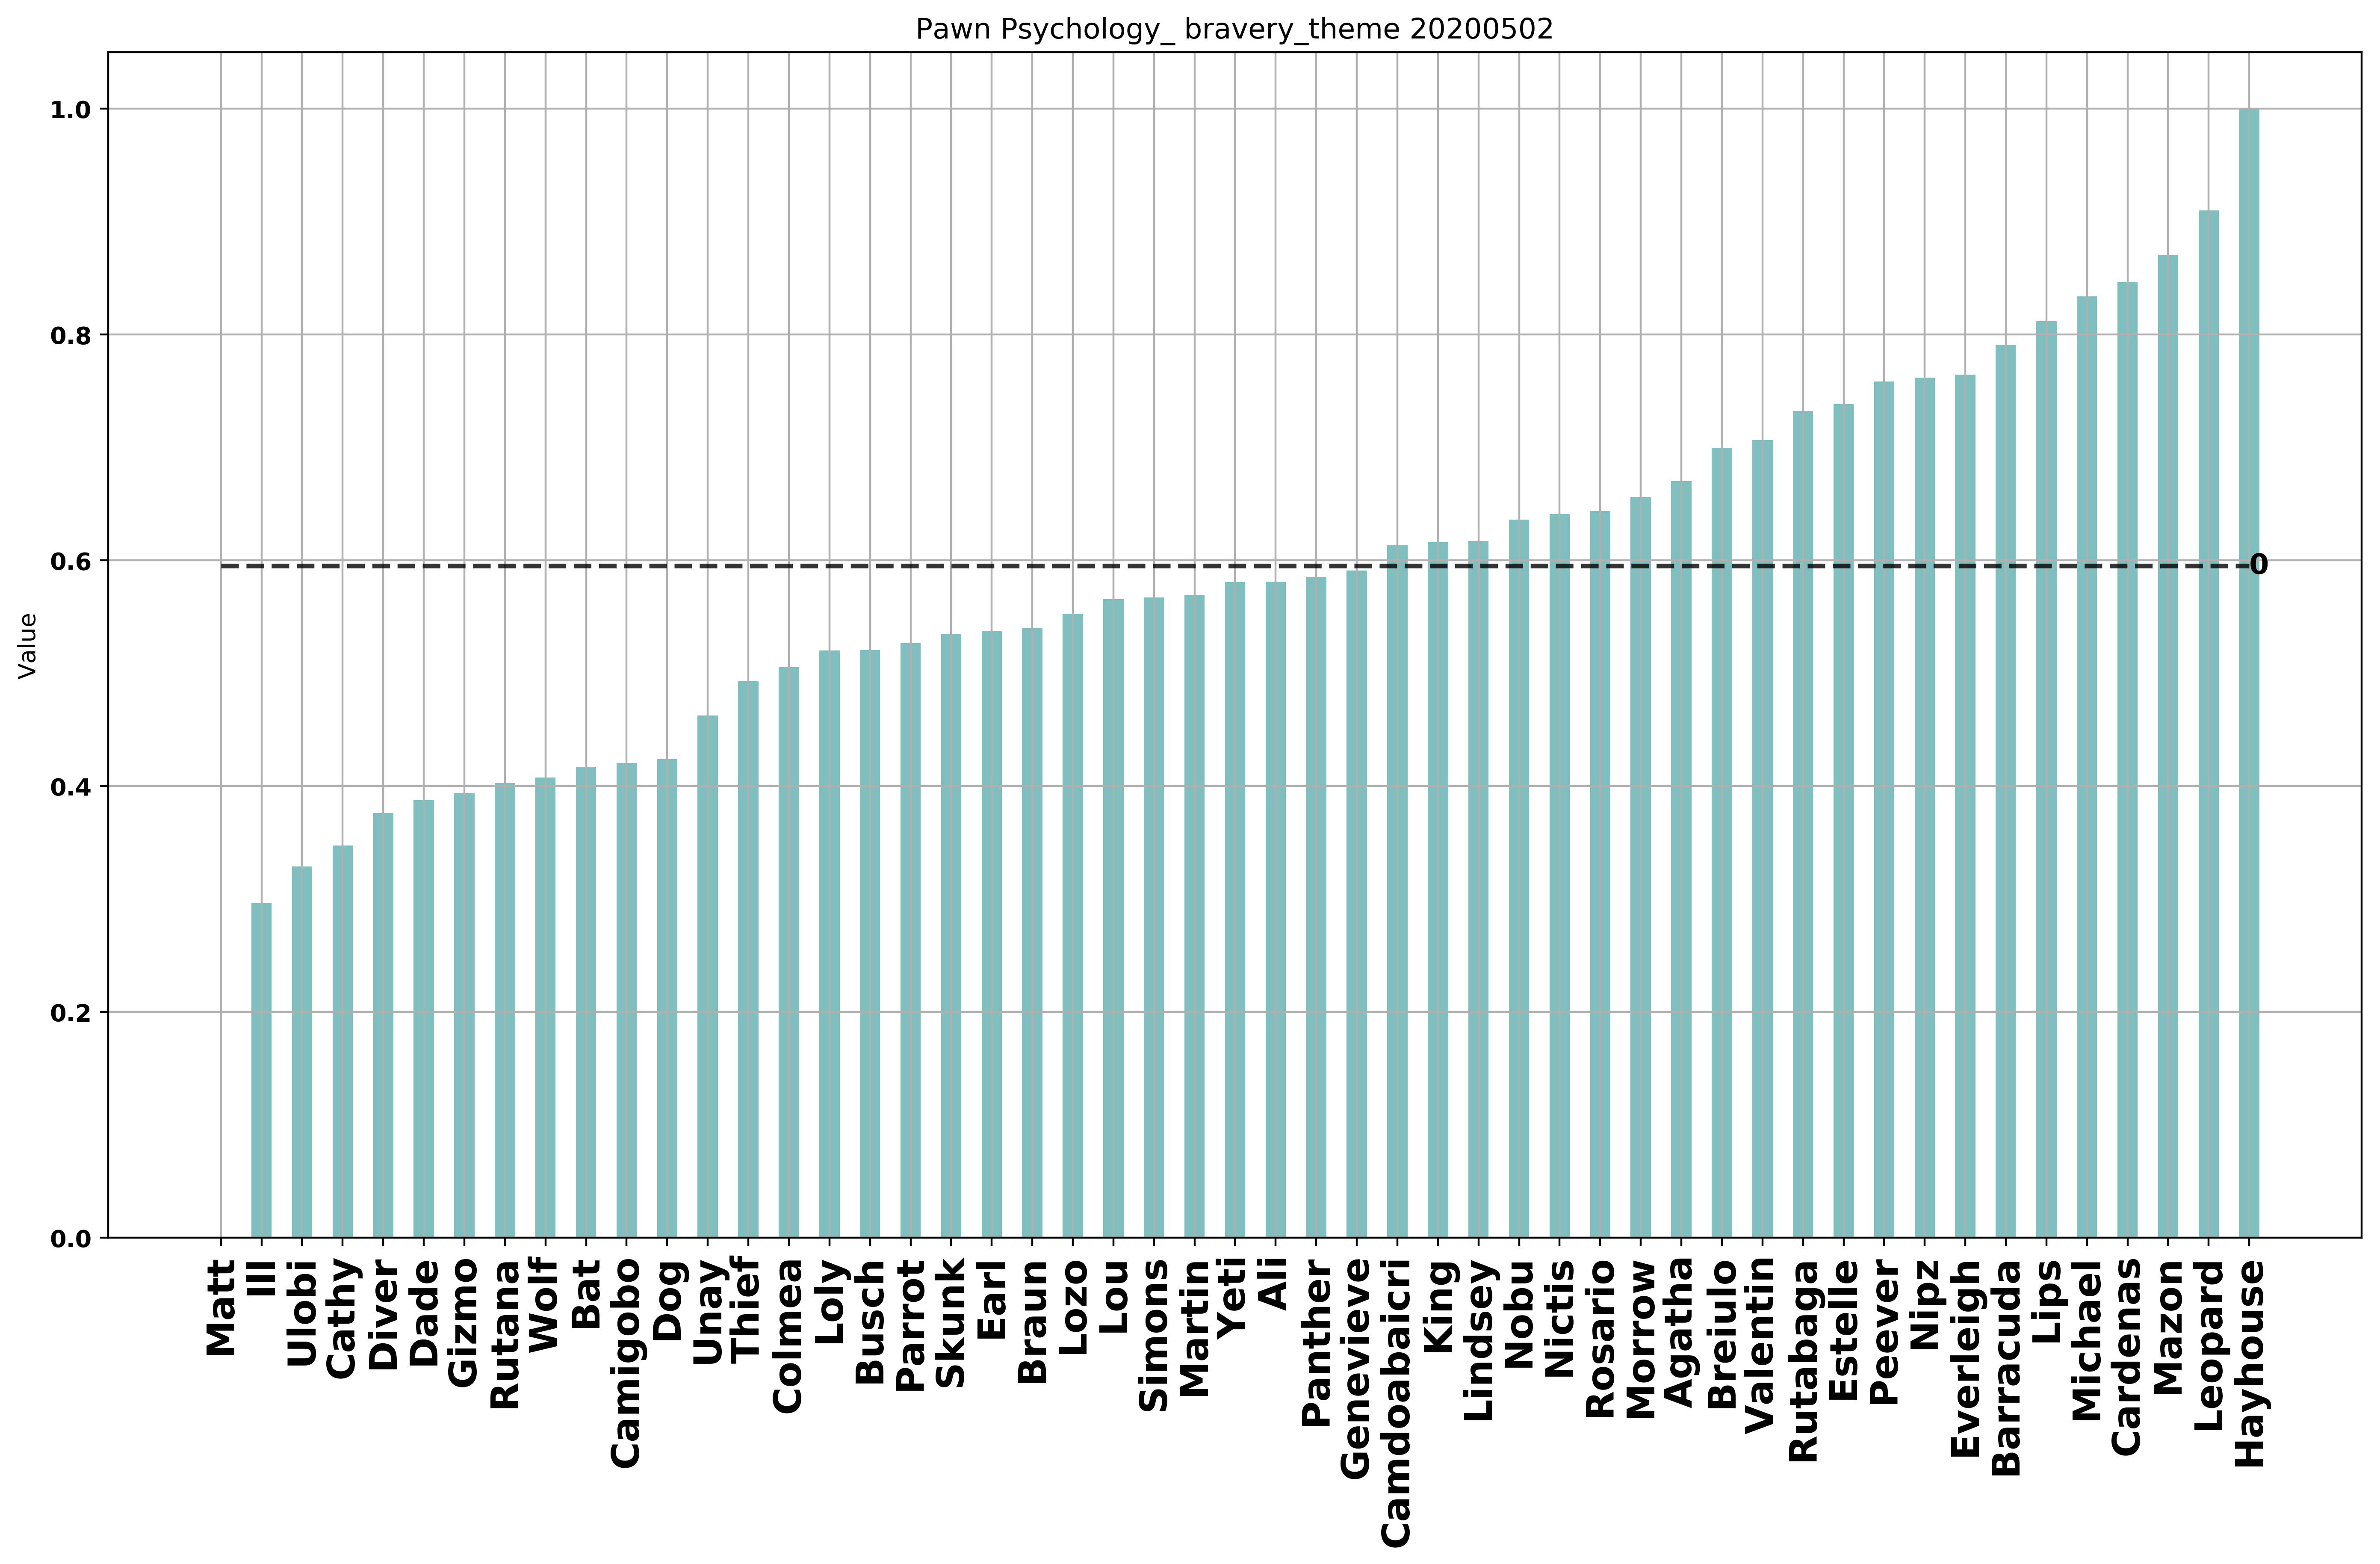 Pawn Psychology_ bravery_theme 20200502
Value
1.0
0.8
0.6
0.4
0.2
0.0
0
Matt
Ill
Ulobi
Cathy
Diver
Dade
Gizmo
Rutana
Wolf
Bat
Camigobo
Dog
Unay
Thief
Colmea
Loly
Busch
Parrot
Skunk
Earl
Braun
Lozo
Lou
Simons
Martin
Yeti
Ali
Panther
Genevieve
Camdoabaicri
King
Lindsey
Nobu
Nictis
Rosario
Morrow
Agatha
Breiulo
Valentin
Rutabaga
Estelle
Peever
Nipz
Everleigh
Barracuda
Lips
Michael
Cardenas
Mazon
Leopard
Hayhouse